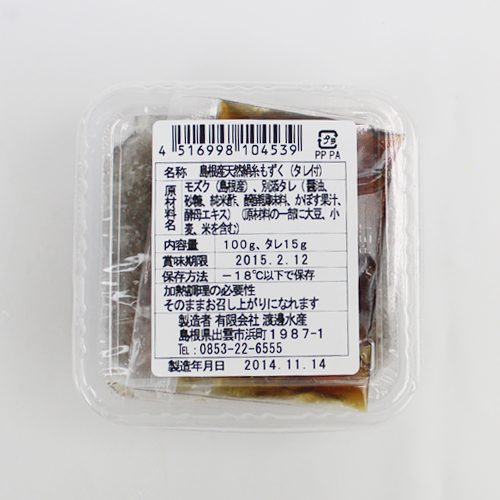 4 516998 104539
タレ
PP PA
名称 島根産天然絹糸もずく(タレ付)
原材料名 モズク(島根産)、別添タレ(醤油、
砂糖、純米酢、醗酵調味料、かぼす果汁、
酵母エキス)(原材料の一部に大豆、小
麦、米を含む)
内容量 100g、タレ15g
賞味期限 2015.2.12
保存方法 -18℃以下で保存
加熱調理の必要性
そのままお召し上がりになれます
製造者 有限会社 渡邊水産
島根県出雲市浜町1987-1
TEL:0853-22-6555
製造年月日 2014.11.14